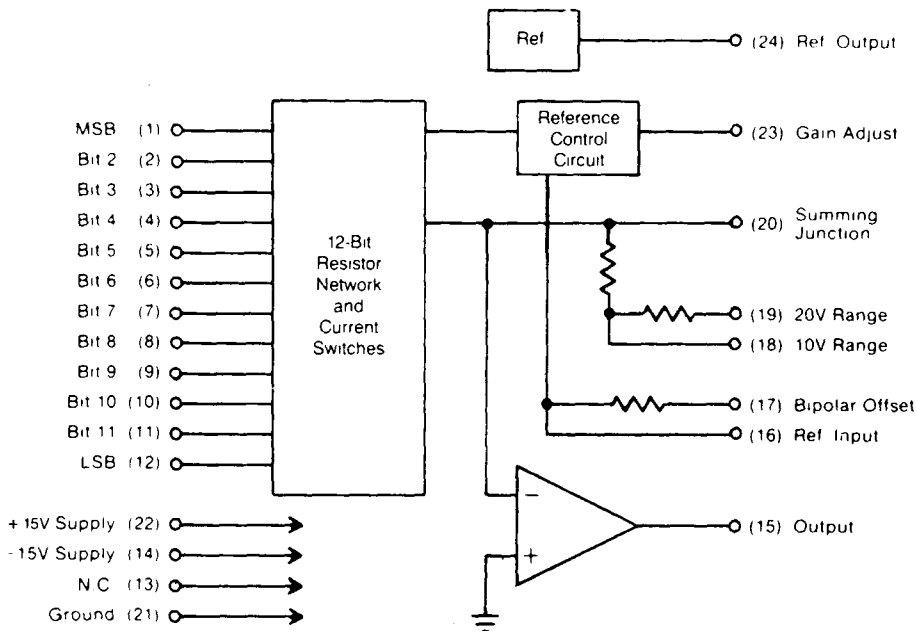 Ref
(24) Ref Output
MSB (1)
Bit 2 (2)
Bit 3 (3)
Bit 4 (4)
Bit 5 (5)
Bit 6 (6)
Bit 7 (7)
Bit 8 (8)
Bit 9 (9)
Bit 10 (10)
Bit 11 (11)
LSB (12)
+ 15V Supply (22)
- 15V Supply (14)
N.C (13)
Ground (21)
12-Bit
Resistor
Network
and
Current
Switches
Reference
Control
Circuit
(23) Gain Adjust
(20) Summing
Junction
(19) 20V Range
(18) 10V Range
(17) Bipolar Offset
(16) Ref Input
−
+
(15) Output